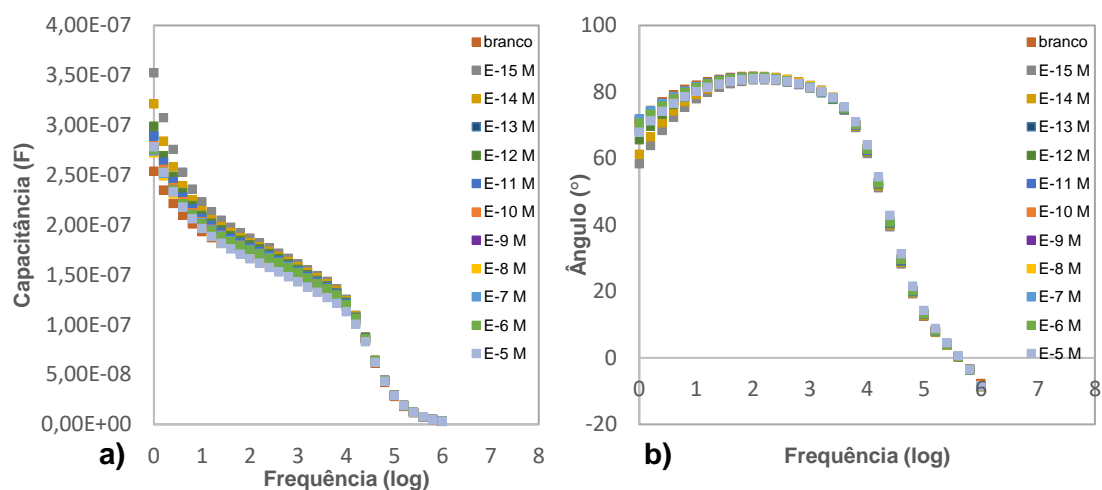 4,00E-07
3,50E-07
3,00E-07
2,50E-07
2,00E-07
1,50E-07
1,00E-07
5,00E-08
0,00E+00
Capacitância (F)
0 1 2 3 4 5 6 7 8
Frequência (log)
a)
branco
E-15 M
E-14 M
E-13 M
E-12 M
E-11 M
E-10 M
E-9 M
E-8 M
E-7 M
E-6 M
E-5 M
100
80
60
40
20
0
-20
Ângulo (°)
0 1 2 3 4 5 6 7 8
Frequência (log)
b)
branco
E-15 M
E-14 M
E-13 M
E-12 M
E-11 M
E-10 M
E-9 M
E-8 M
E-7 M
E-6 M
E-5 M